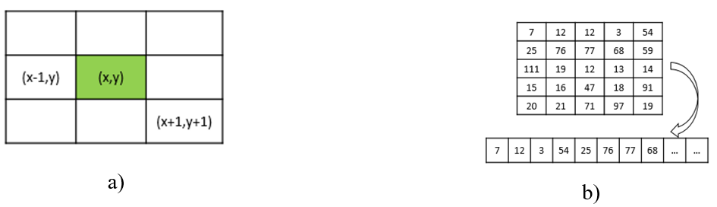 (x-1,y) (x,y)
(x+1,y+1)
a)
7 12 12 3 54
25 76 77 68 59
111 19 12 13 14
15 16 47 18 91
20 21 71 97 19
7 12 3 54 25 76 77 68 ... ...
b)